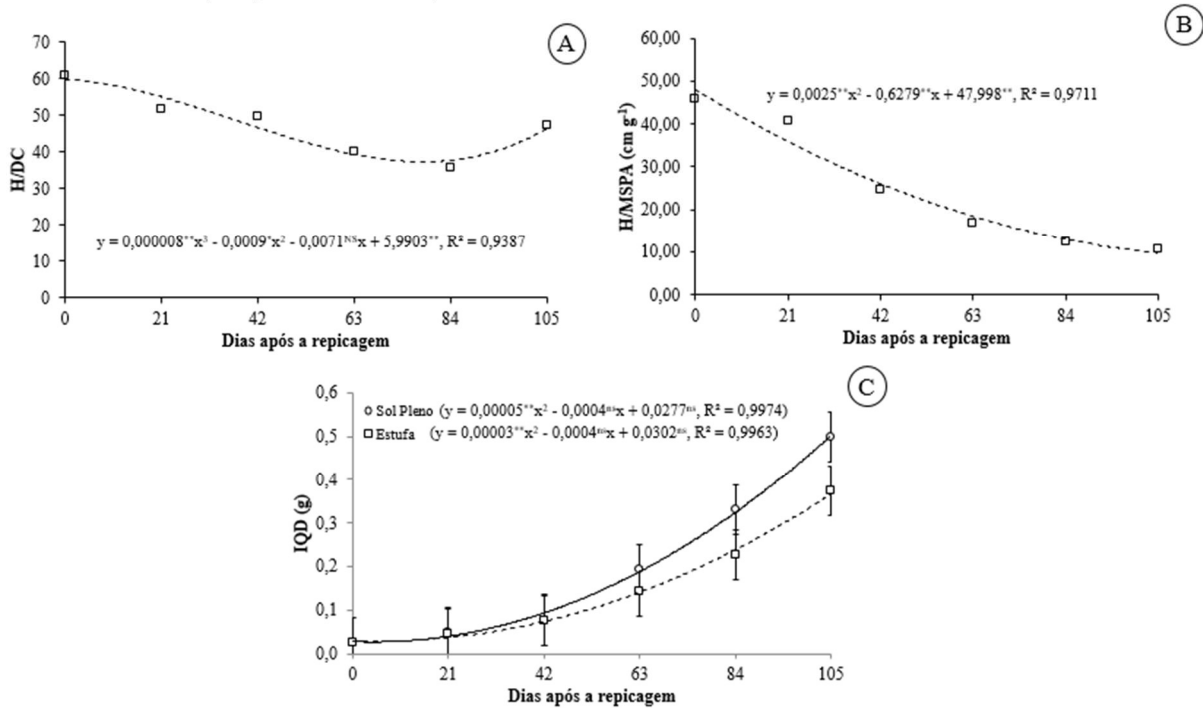 A
70
60
50
40
30
20
10
0
H/DC
y = 0,000008**x³ - 0,0009*x² - 0,0071ᴺˢx + 5,9903**, R² = 0,9387
0 21 42 63 84 105
Dias após a repicagem
B
60,00
50,00
40,00
30,00
20,00
10,00
0,00
H/MSPA (cm g⁻¹)
y = 0,0025**x² - 0,6279**x + 47,998**, R² = 0,9711
0 21 42 63 84 105
Dias após a repicagem
C
0,6
0,5
0,4
0,3
0,2
0,1
0,0
IQD (g)
Sol Pleno (y = 0,00005**x² - 0,0004ⁿˢx + 0,0277ⁿˢ, R² = 0,9974)
Estufa (y = 0,00003**x² - 0,0004ⁿˢx + 0,0302ⁿˢ, R² = 0,9963)
0 21 42 63 84 105
Dias após a repicagem